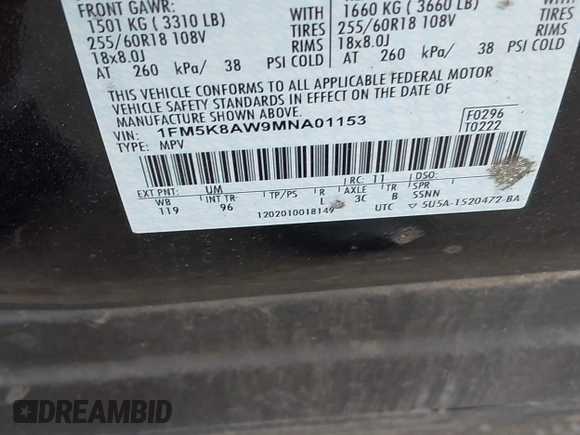 FRONT GAWR:
1501 KG ( 3310 LB) WITH 1660 KG ( 3660 LB) WITH
255/60R18 108V TIRES 255/60R18 108V TIRES
18x8.0J RIMS 18x8.0J RIMS
AT 260 kPa/ 38 PSI COLD AT 260 kPa/ 38 PSI COLD
THIS VEHICLE CONFORMS TO ALL APPLICABLE FEDERAL MOTOR
VEHICLE SAFETY AND BUMPER STANDARDS IN EFFECT ON THE DATE OF
MANUFACTURE SHOWN ABOVE.
VIN: 1FM5K8AW9MNA01153 F0296
TYPE: MPV T0222
EXT PNT: UM RC: 11 DSO:
WB INT TR TP/PS R AXLE TR SPR
119 96 L 3C B SSNN
1202010018149 UTC ▽ 5U5A-1520472-BA
DREAMBID